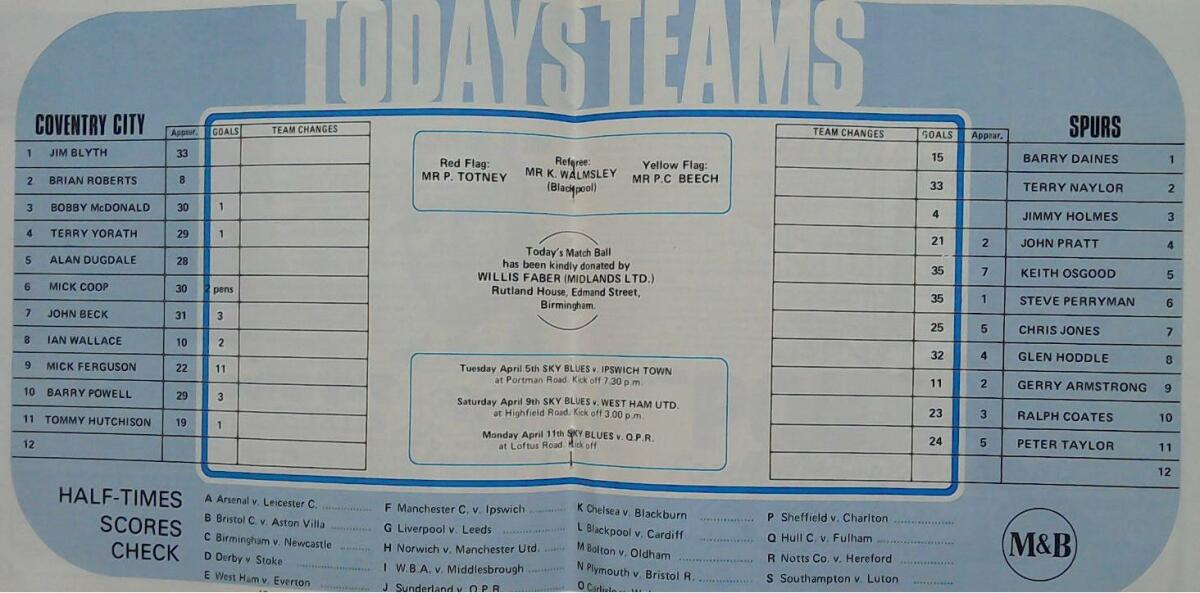 TODAYS TEAMS
COVENTRY CITY
Appear. GOALS TEAM CHANGES
1 JIM BLYTH 33
2 BRIAN ROBERTS 8
3 BOBBY McDONALD 30 1
4 TERRY YORATH 29 1
5 ALAN DUGDALE 28
6 MICK COOP 30 2 pens
7 JOHN BECK 31 3
8 IAN WALLACE 10 2
9 MICK FERGUSON 22 11
10 BARRY POWELL 29 3
11 TOMMY HUTCHISON 19 1
12
Red Flag:
MR P. TOTNEY
Referee:
MR K. WALMSLEY
(Blackpool)
Yellow Flag:
MR P.C BEECH
Today's Match Ball
has been kindly donated by
WILLIS FABER (MIDLANDS LTD.)
Rutland House, Edmand Street,
Birmingham.
Tuesday April 5th SKY BLUES v. IPSWICH TOWN
at Portman Road. Kick off 7.30 p.m.
Saturday April 9th SKY BLUES v. WEST HAM UTD.
at Highfield Road. Kick off 3.00 p.m.
Monday April 11th SKY BLUES v. Q.P.R.
at Loftus Road. Kick off
SPURS
TEAM CHANGES GOALS Appear.
15 BARRY DAINES 1
33 TERRY NAYLOR 2
4 JIMMY HOLMES 3
21 2 JOHN PRATT 4
35 7 KEITH OSGOOD 5
35 1 STEVE PERRYMAN 6
25 5 CHRIS JONES 7
32 4 GLEN HODDLE 8
11 2 GERRY ARMSTRONG 9
23 3 RALPH COATES 10
24 5 PETER TAYLOR 11
12
HALF-TIMES
SCORES
CHECK
A Arsenal v. Leicester C.
B Bristol C. v. Aston Villa
C Birmingham v. Newcastle
D Derby v. Stoke
E West Ham v. Everton
F Manchester C. v. Ipswich
G Liverpool v. Leeds
H Norwich v. Manchester Utd.
I W.B.A. v. Middlesbrough
J Sunderland v. Q.P.R.
K Chelsea v. Blackburn
L Blackpool v. Cardiff
M Bolton v. Oldham
N Plymouth v. Bristol R.
O Carlisle v.
P Sheffield v. Charlton
Q Hull C. v. Fulham
R Notts Co. v. Hereford
S Southampton v. Luton
M&B